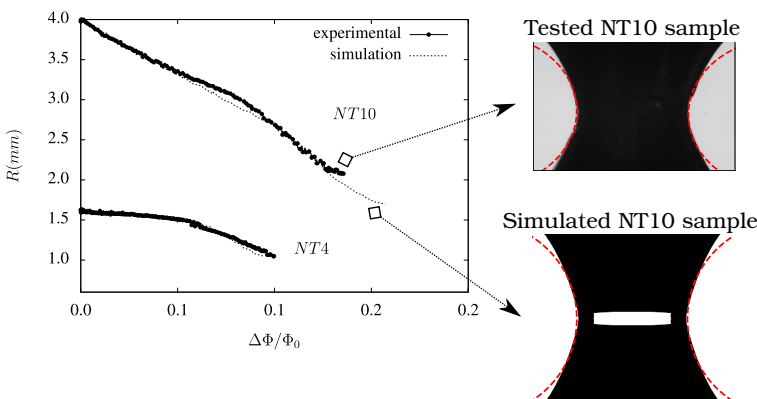 4.0
3.5
3.0
2.5
2.0
1.5
1.0
R(mm)
0.0
0.1
0.1
0.2
0.2
ΔΦ/Φ₀
experimental
simulation
NT10
NT4
Tested NT10 sample
Simulated NT10 sample